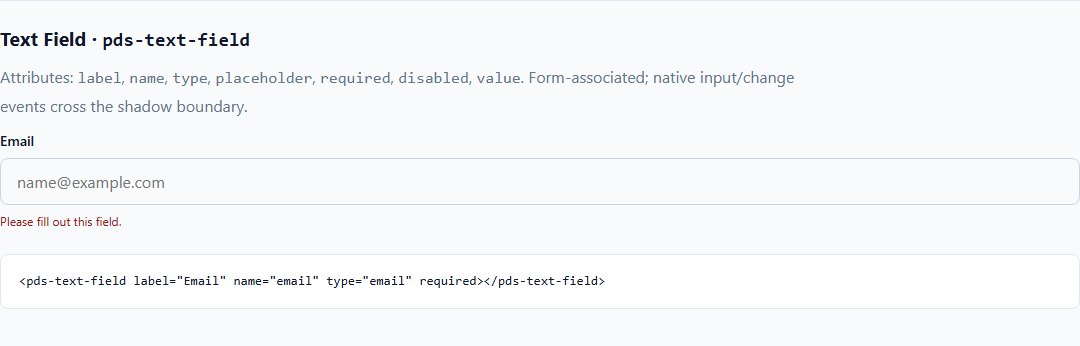 Text Field · pds-text-field
Attributes: label, name, type, placeholder, required, disabled, value. Form-associated; native input/change
events cross the shadow boundary.
Email
name@example.com
Please fill out this field.
<pds-text-field label="Email" name="email" type="email" required></pds-text-field>